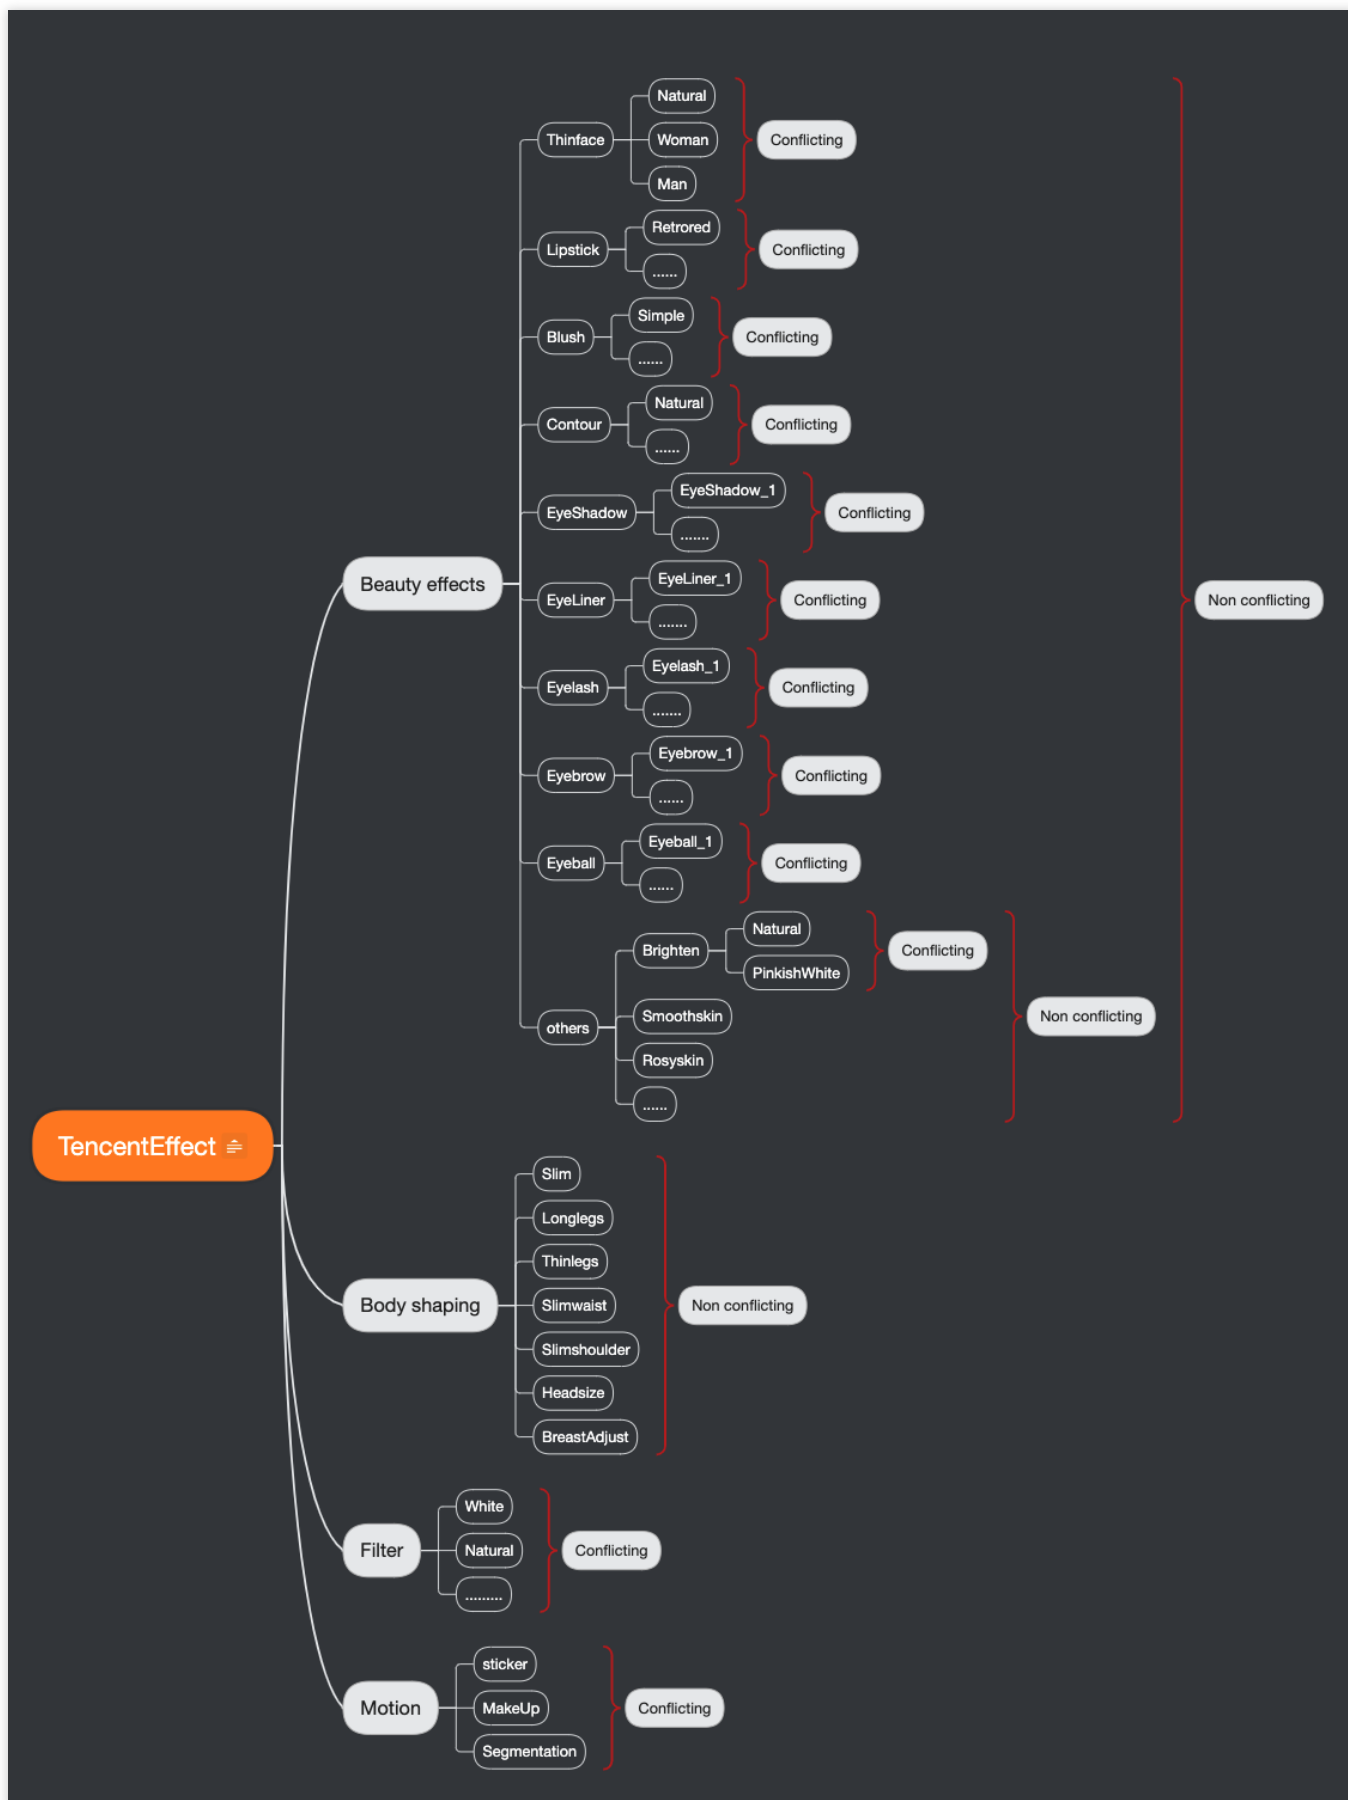 TencentEffect
Beauty effects
Thinface
Natural
Woman
Man
Conflicting
Lipstick
Retrored
......
Conflicting
Blush
Simple
......
Conflicting
Contour
Natural
......
Conflicting
EyeShadow
EyeShadow_1
.......
Conflicting
EyeLiner
EyeLiner_1
.......
Conflicting
Eyelash
Eyelash_1
.......
Conflicting
Eyebrow
Eyebrow_1
......
Conflicting
Eyeball
Eyeball_1
......
Conflicting
others
Brighten
Natural
PinkishWhite
Conflicting
Smoothskin
Rosyskin
......
Non conflicting
Non conflicting
Body shaping
Slim
Longlegs
Thinlegs
Slimwaist
Slimshoulder
Headsize
BreastAdjust
Non conflicting
Filter
White
Natural
.........
Conflicting
Motion
sticker
MakeUp
Segmentation
Conflicting